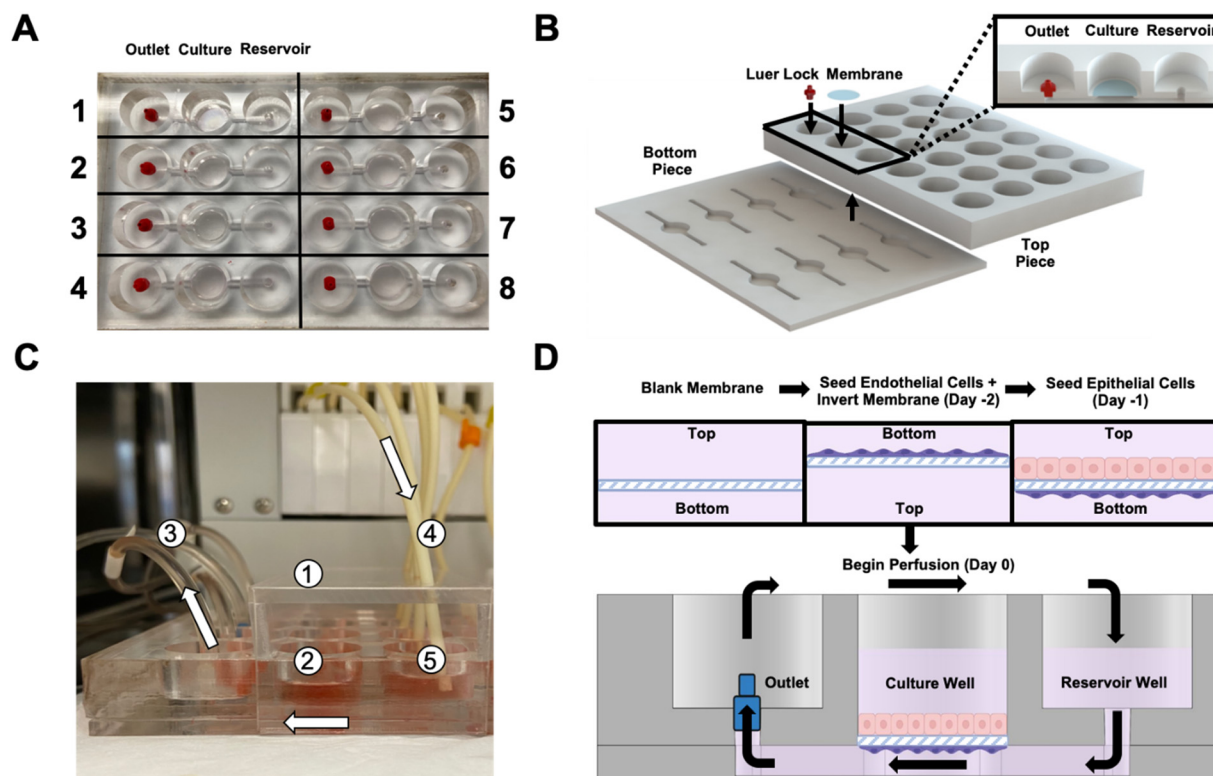 A
Outlet Culture Reservoir
1
2
3
4
5
6
7
8
B
Luer Lock Membrane
Outlet Culture Reservoir
Bottom
Piece
Top
Piece
C
1
2
3
4
5
D
Blank Membrane
Seed Endothelial Cells +
Invert Membrane (Day -2)
Seed Epithelial Cells
(Day -1)
Top
Bottom
Bottom
Top
Top
Bottom
Begin Perfusion (Day 0)
Outlet
Culture Well
Reservoir Well